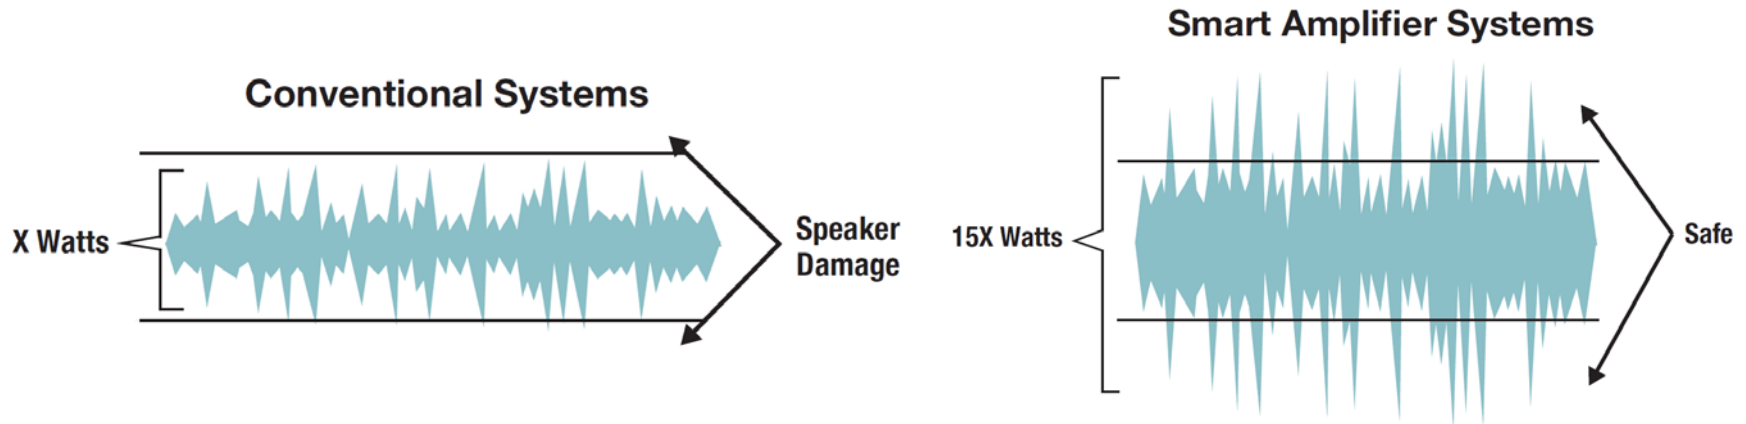 Conventional Systems
X Watts
Speaker
Damage
Smart Amplifier Systems
15X Watts
Safe